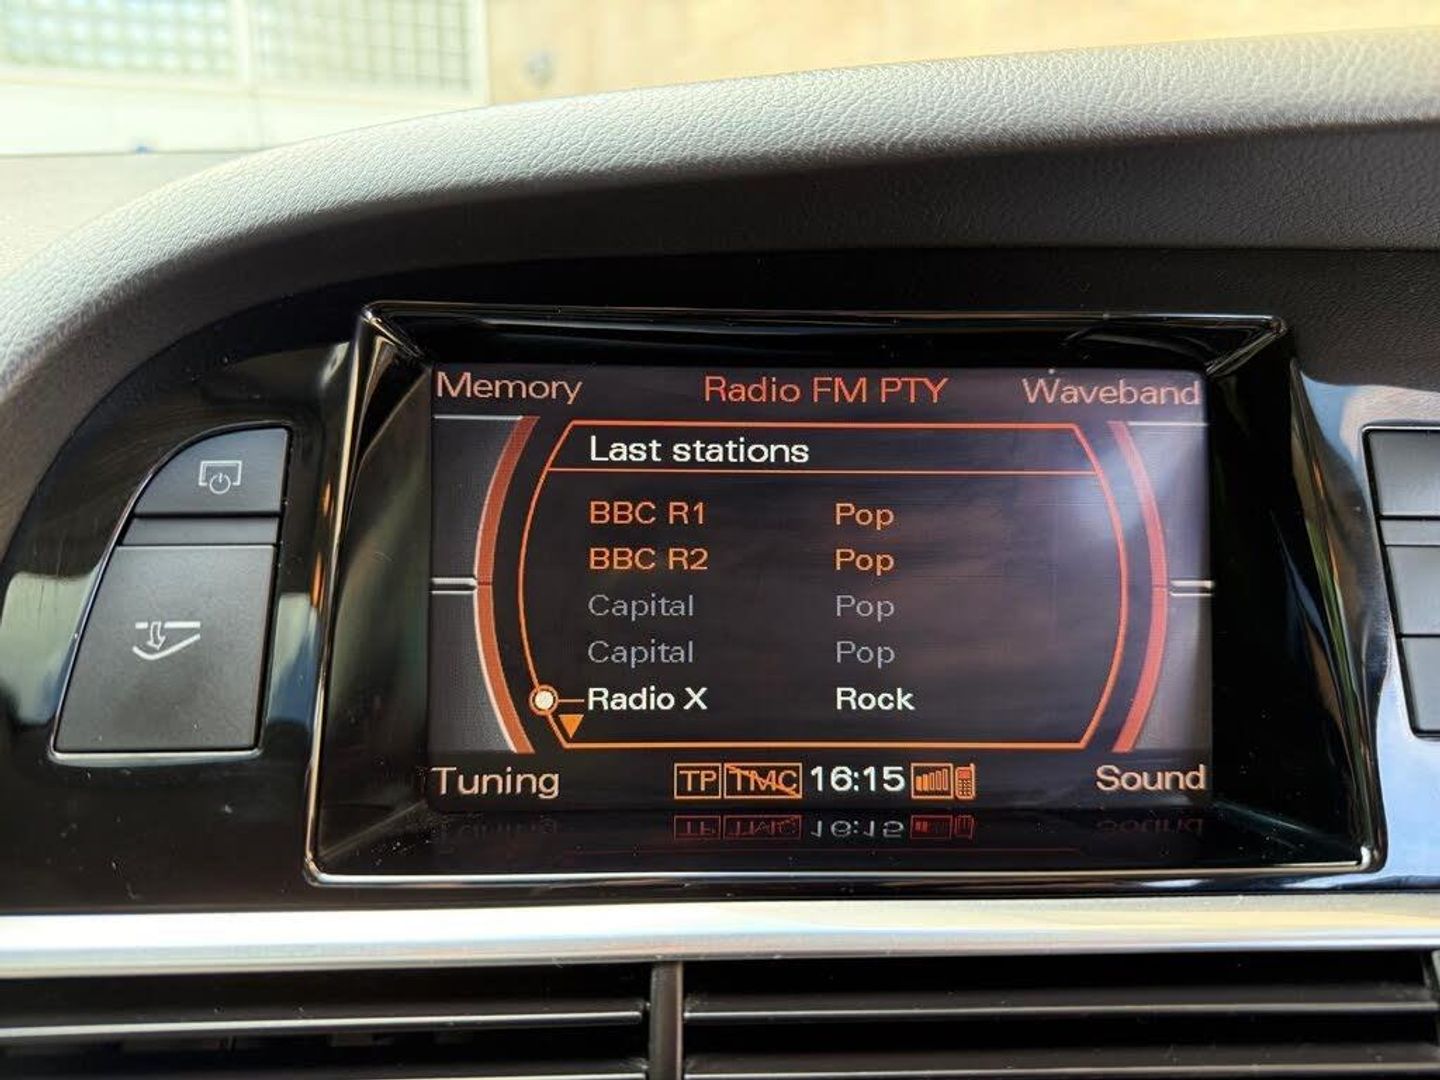 Memory Radio FM PTY Waveband
Last stations
BBC R1 Pop
BBC R2 Pop
Capital Pop
Capital Pop
Radio X Rock
Tuning TP TMC 16:15 Sound